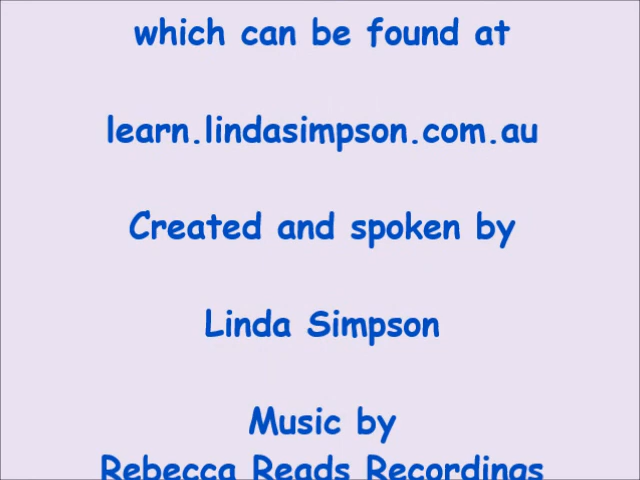 which can be found at
learn.lindasimpson.com.au
Created and spoken by
Linda Simpson
Music by
Rebecca Reads Recordings